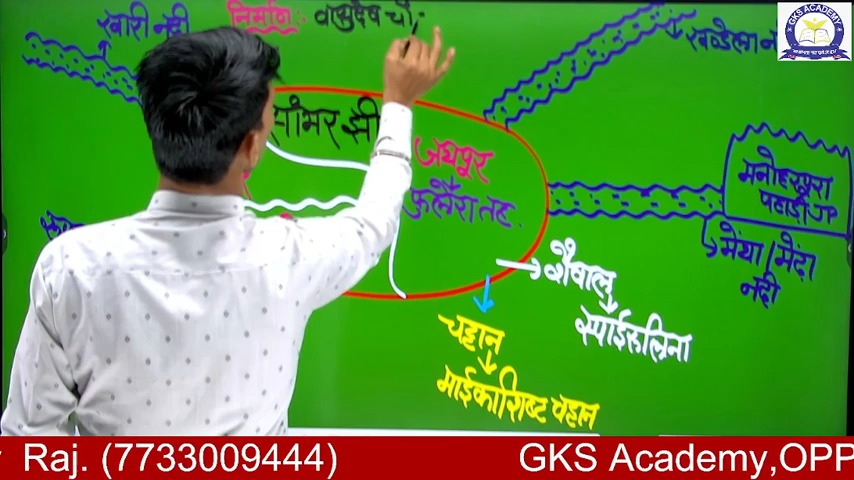 खारी नदी
निर्माण:- वासुदेव चौ
खण्डेला न
GKS ACADEMY
सांभर झी
जयपुर
फुलेरा तह.
मनोहरपुरा
पहाडी JP
मेंथा/मेंढा
नदी
शैवाल
स्पाईरूलिना
चट्टान
माईकाशिष्ट चट्टान
Raj. (7733009444) GKS Academy,OPP